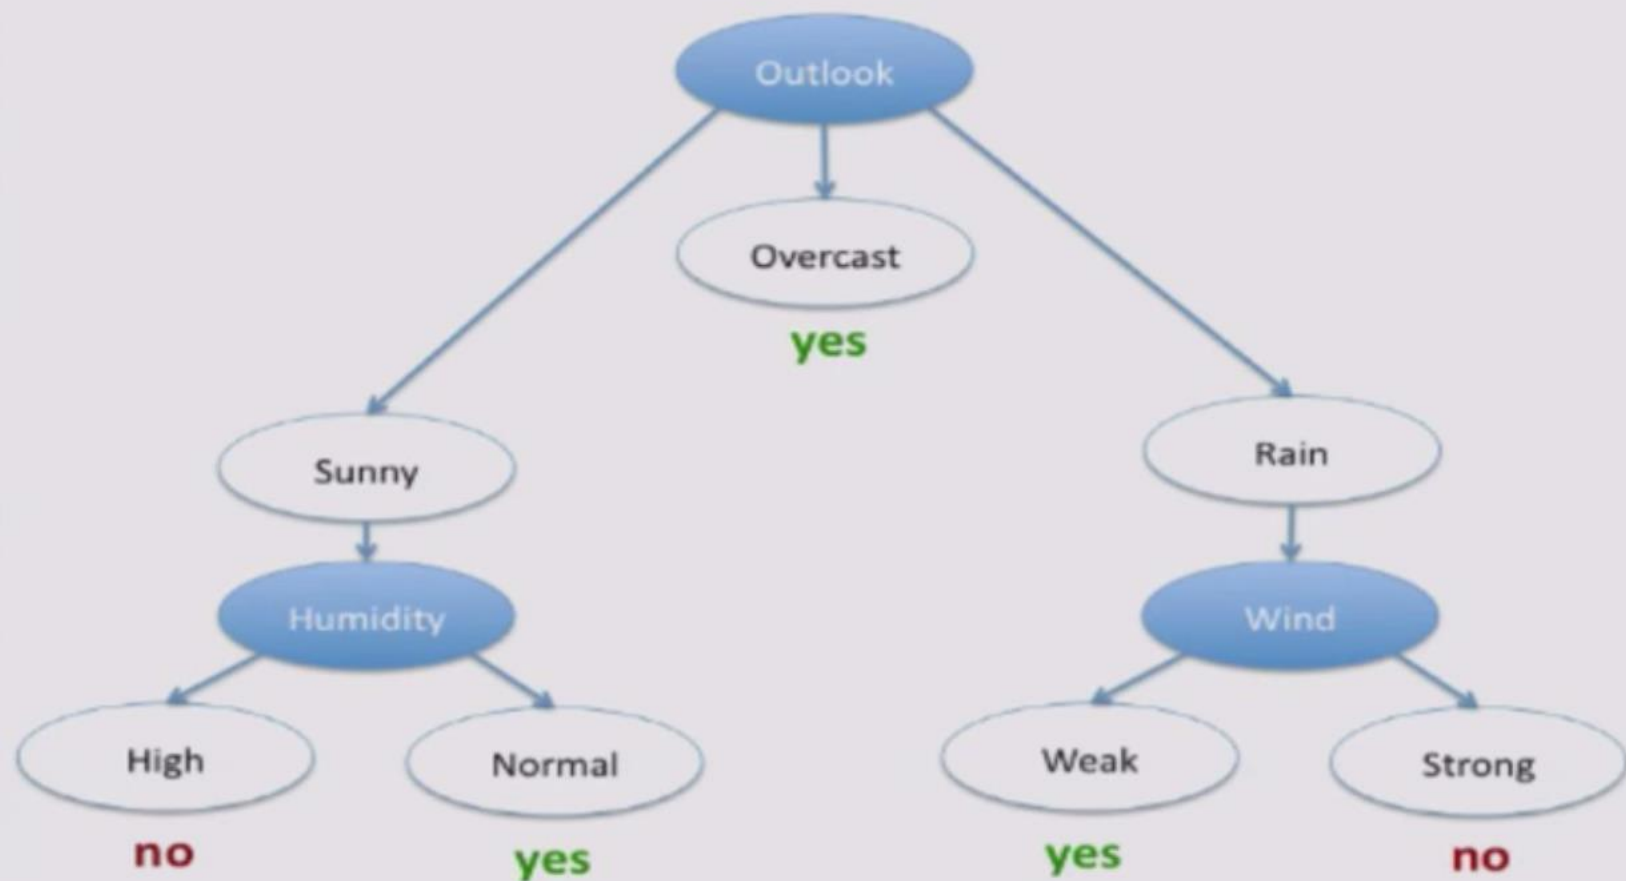 Outlook
Overcast
yes
Sunny
Rain
Humidity
Wind
High
Normal
Weak
Strong
no
yes
yes
no